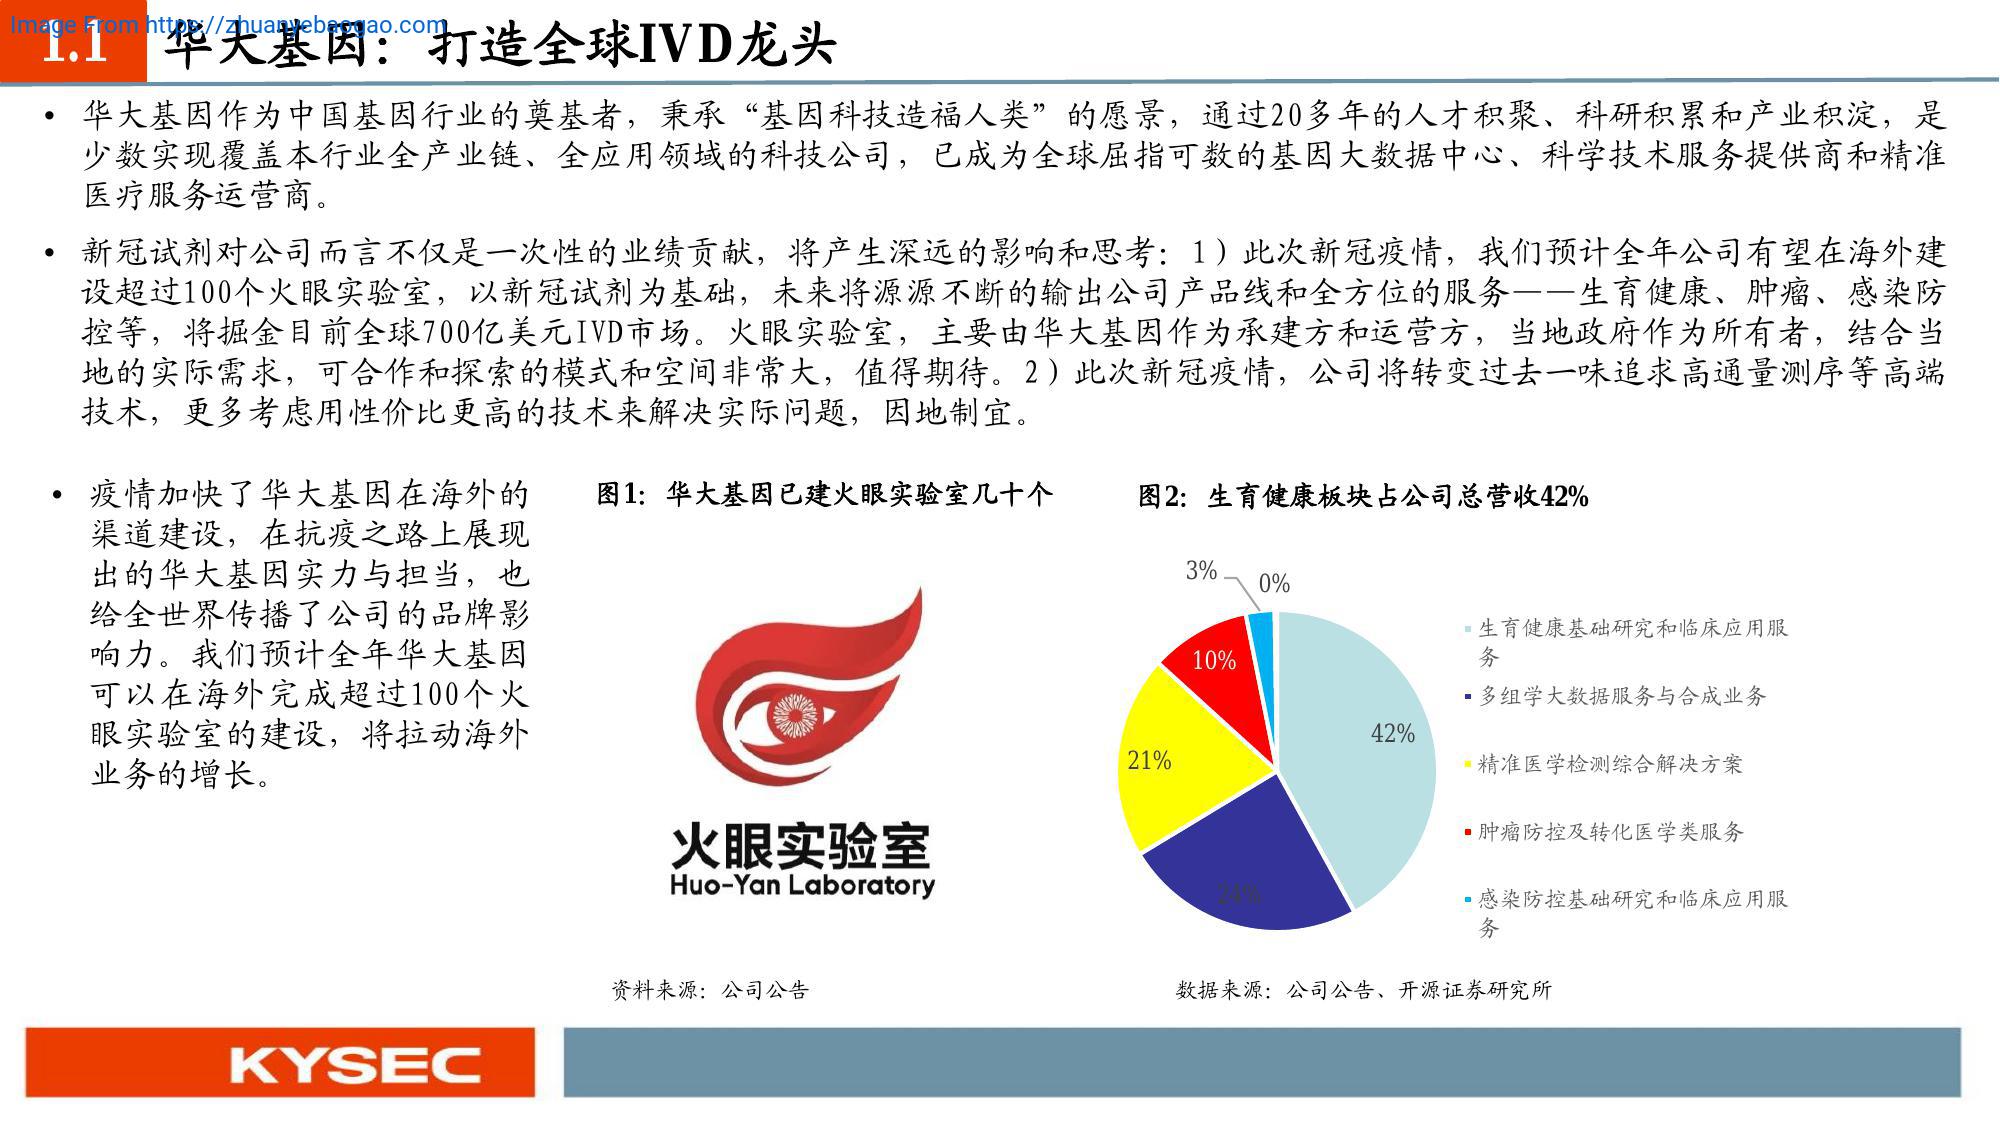 Image From https://zhuanyebaogao.com
1.1 华大基因：打造全球IVD龙头
• 华大基因作为中国基因行业的奠基者，秉承“基因科技造福人类”的愿景，通过20多年的人才积聚、科研积累和产业积淀，是
少数实现覆盖本行业全产业链、全应用领域的科技公司，已成为全球屈指可数的基因大数据中心、科学技术服务提供商和精准
医疗服务运营商。
• 新冠试剂对公司而言不仅是一次性的业绩贡献，将产生深远的影响和思考：1）此次新冠疫情，我们预计全年公司有望在海外建
设超过100个火眼实验室，以新冠试剂为基础，未来将源源不断的输出公司产品线和全方位的服务——生育健康、肿瘤、感染防
控等，将掘金目前全球700亿美元IVD市场。火眼实验室，主要由华大基因作为承建方和运营方，当地政府作为所有者，结合当
地的实际需求，可合作和探索的模式和空间非常大，值得期待。2）此次新冠疫情，公司将转变过去一味追求高通量测序等高端
技术，更多考虑用性价比更高的技术来解决实际问题，因地制宜。
• 疫情加快了华大基因在海外的
渠道建设，在抗疫之路上展现
出的华大基因实力与担当，也
给全世界传播了公司的品牌影
响力。我们预计全年华大基因
可以在海外完成超过100个火
眼实验室的建设，将拉动海外
业务的增长。
图1：华大基因已建火眼实验室几十个
火眼实验室
Huo-Yan Laboratory
资料来源：公司公告
图2：生育健康板块占公司总营收42%
3%
0%
10%
42%
21%
24%
生育健康基础研究和临床应用服
务
多组学大数据服务与合成业务
精准医学检测综合解决方案
肿瘤防控及转化医学类服务
感染防控基础研究和临床应用服
务
数据来源：公司公告、开源证券研究所
KYSEC